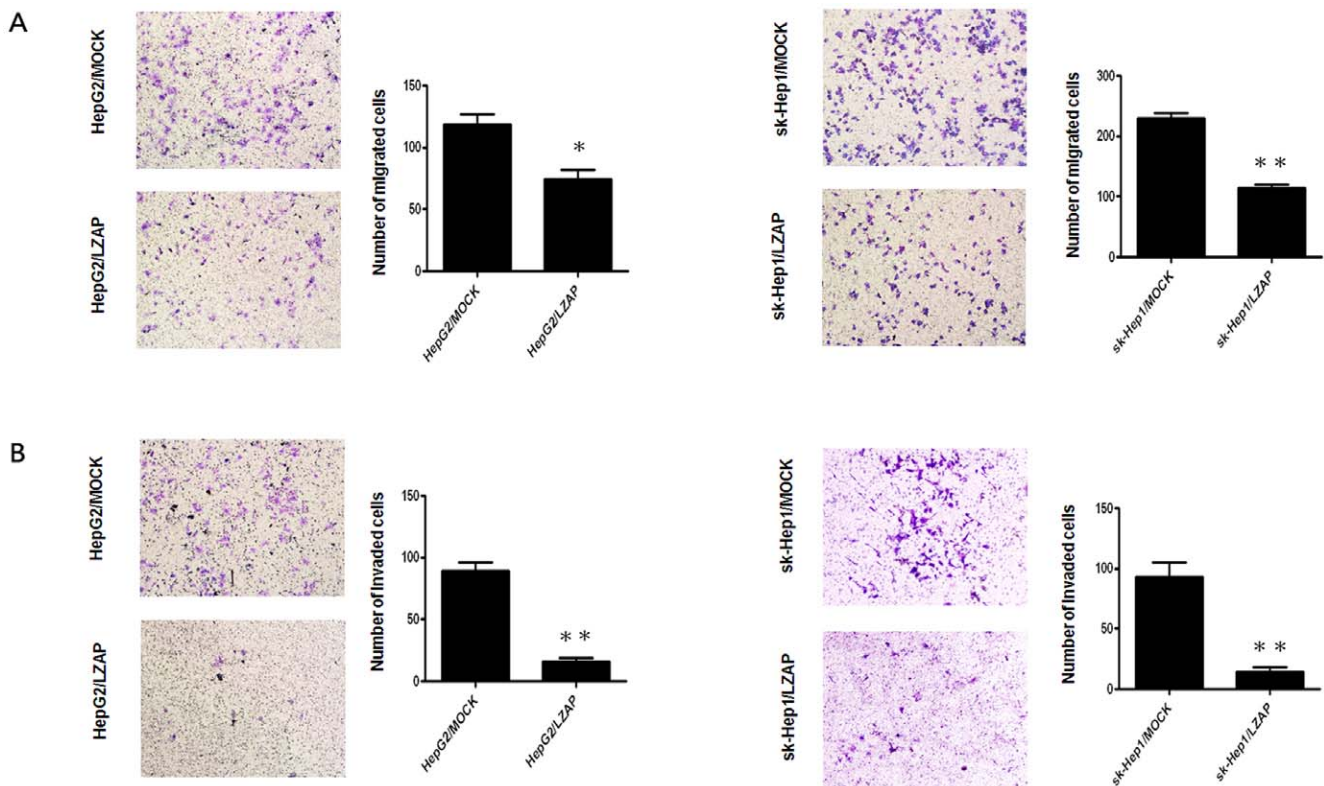 A
HepG2/MOCK
HepG2/LZAP
Number of mIgrated cells
150
100
50
0
*
HepG2/MOCK
HepG2/LZAP
sk-Hep1/MOCK
sk-Hep1/LZAP
Number of mIgrated cells
300
200
100
0
**
sk-Hep1/MOCK
sk-Hep1/LZAP
B
HepG2/MOCK
HepG2/LZAP
Number of Invaded cells
150
100
50
0
**
HepG2/MOCK
HepG2/LZAP
sk-Hep1/MOCK
sk-Hep1/LZAP
Number of Invaded cells
150
100
50
0
**
sk-Hep1/MOCK
sk-Hep1/LZAP